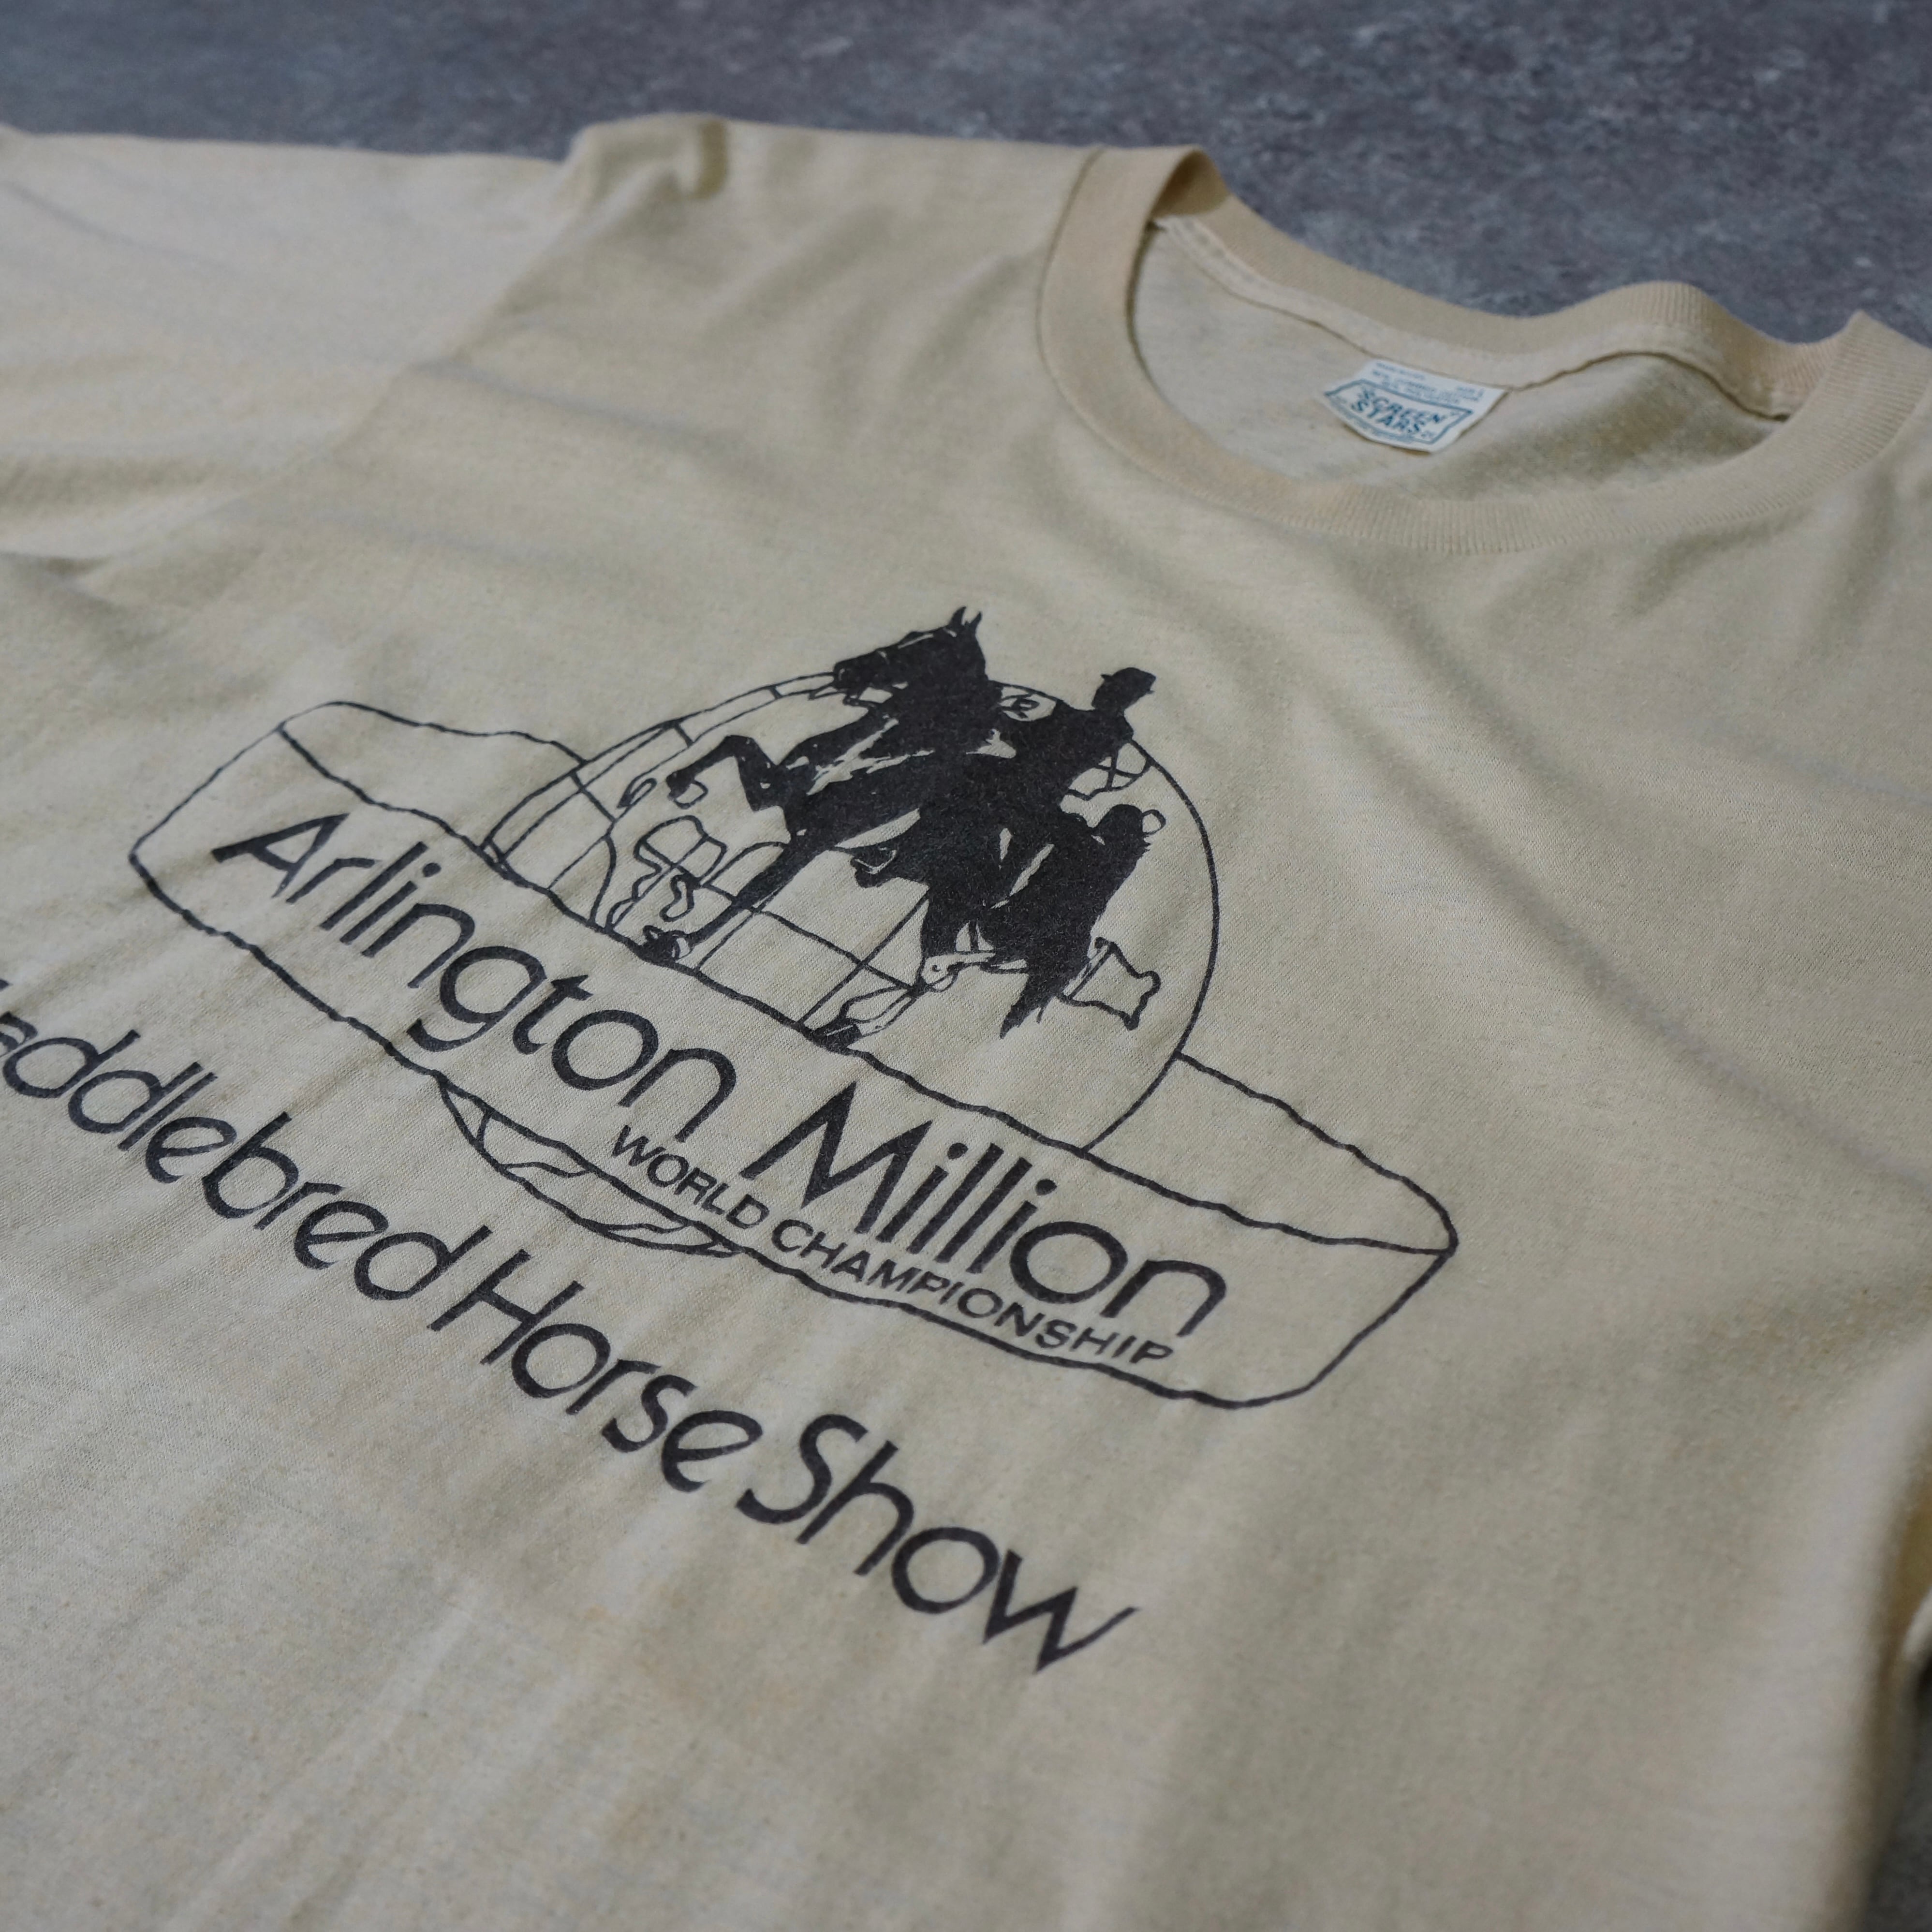 SCREEN
STARS
Arlington Million
WORLD CHAMPIONSHIP
addlebred Horse Show